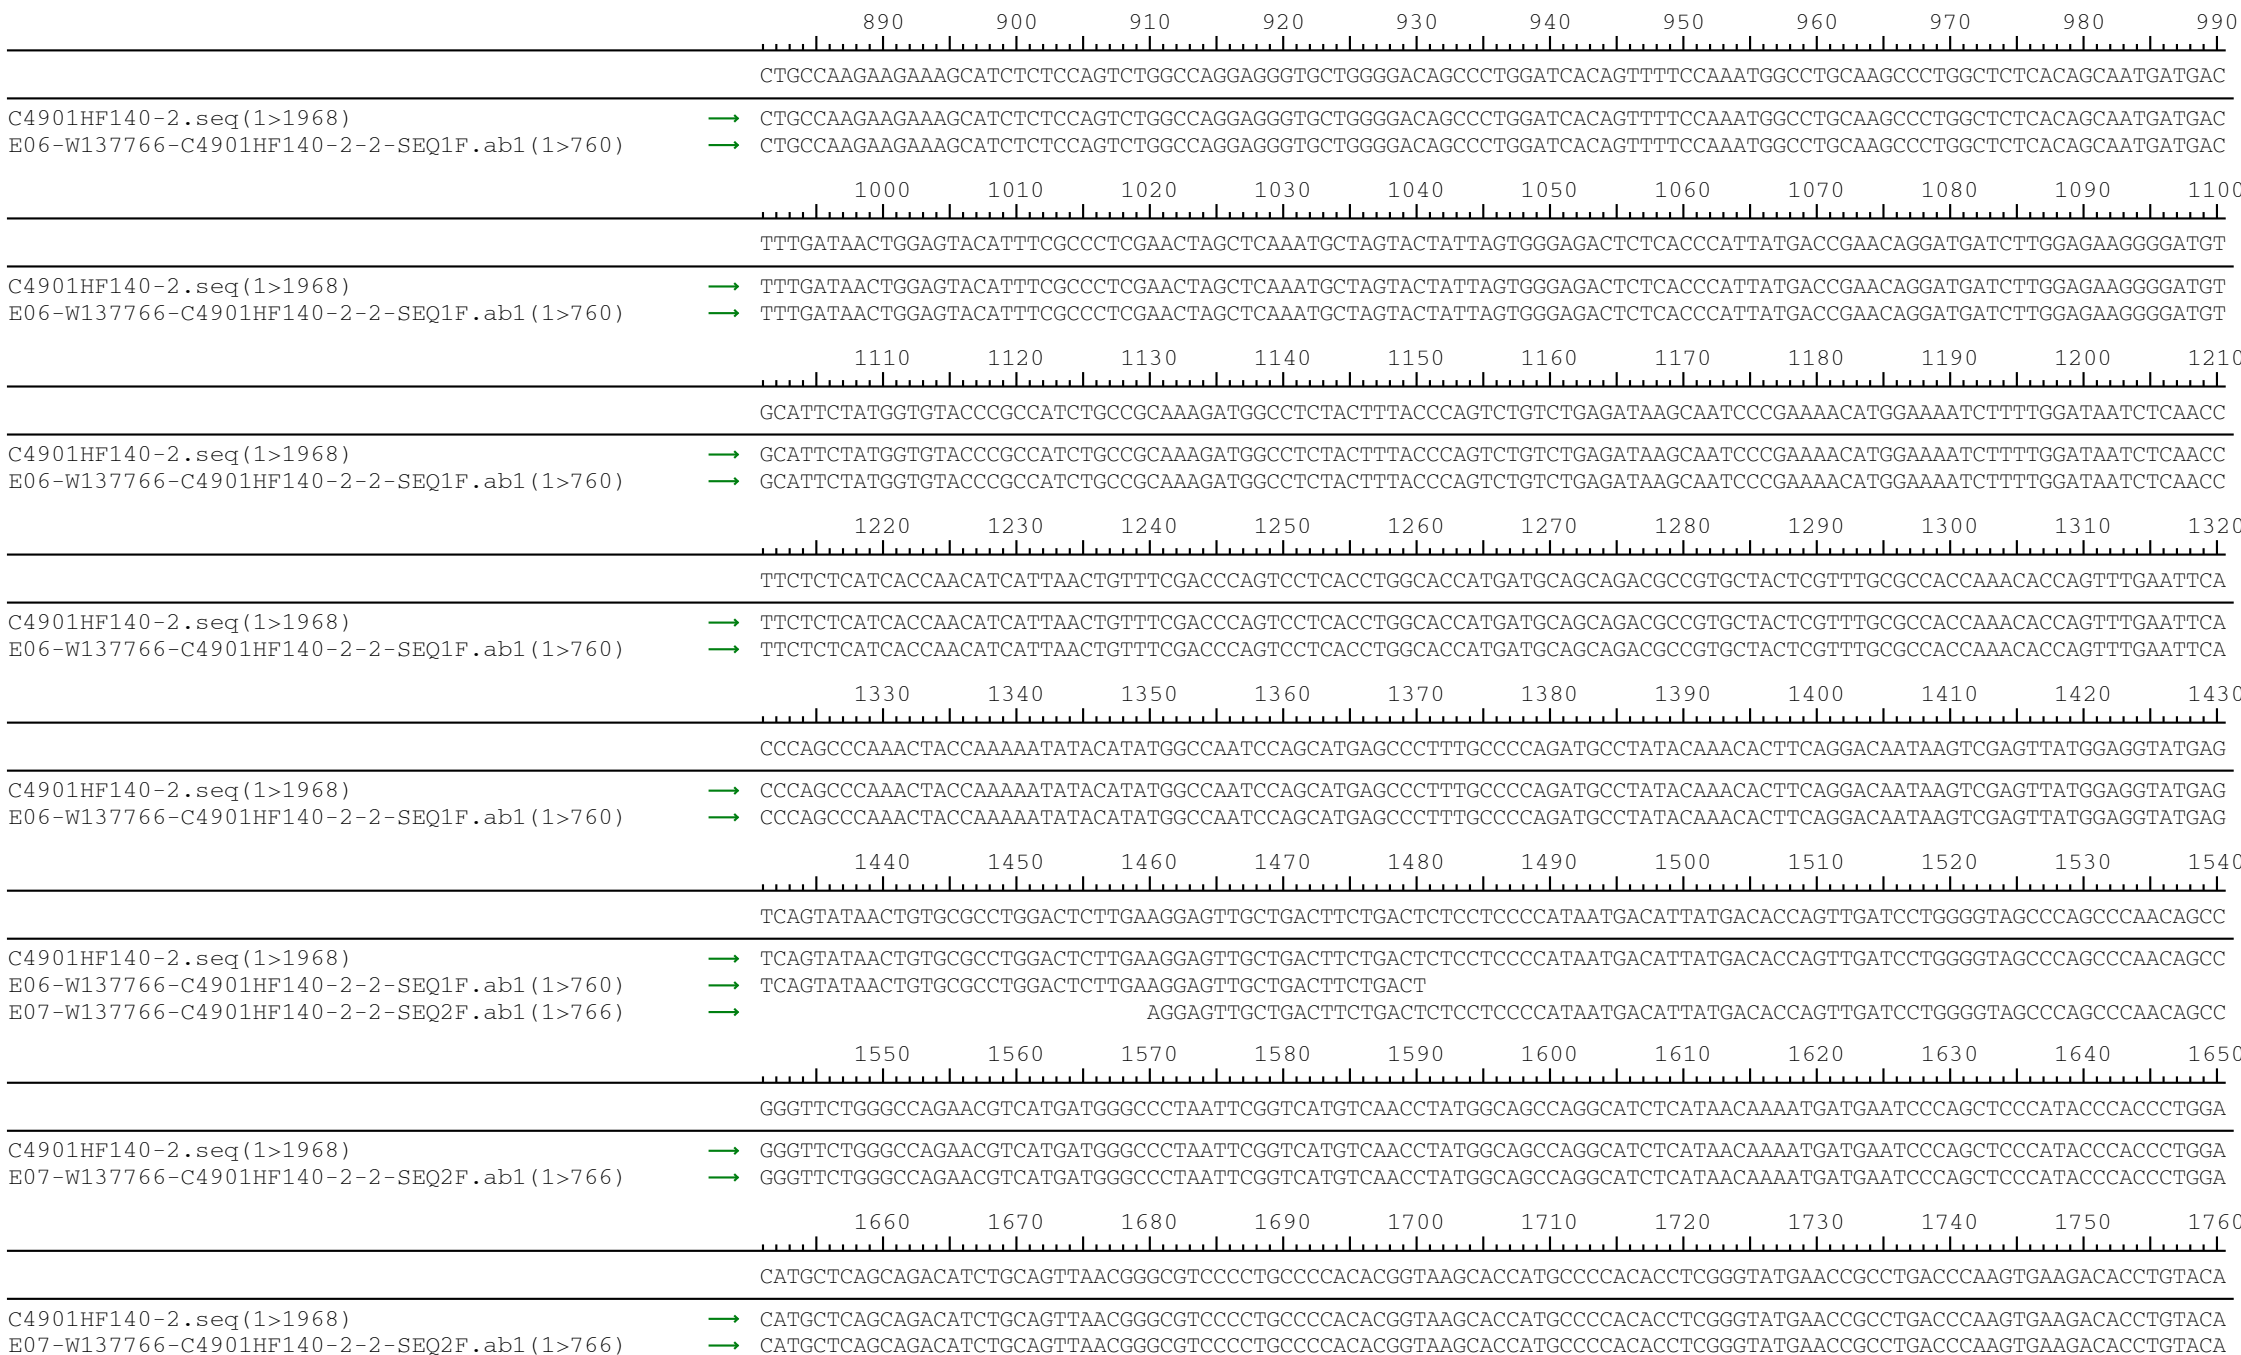 890 900 910 920 930 940 950 960 970 980 990
CTGCCAAGAAGAAAGCATCTCTCCAGTCTGGCCAGGAGGGTGCTGGGGACAGCCCTGGATCACAGTTTTCCAAATGGCCTGCAAGCCCTGGCTCTCACAGCAATGATGAC
C4901HF140-2.seq(1>1968) → CTGCCAAGAAGAAAGCATCTCTCCAGTCTGGCCAGGAGGGTGCTGGGGACAGCCCTGGATCACAGTTTTCCAAATGGCCTGCAAGCCCTGGCTCTCACAGCAATGATGAC
E06-W137766-C4901HF140-2-2-SEQ1F.ab1(1>760) → CTGCCAAGAAGAAAGCATCTCTCCAGTCTGGCCAGGAGGGTGCTGGGGACAGCCCTGGATCACAGTTTTCCAAATGGCCTGCAAGCCCTGGCTCTCACAGCAATGATGAC
1000 1010 1020 1030 1040 1050 1060 1070 1080 1090 1100
TTTGATAACTGGAGTACATTTCGCCCTCGAACTAGCTCAAATGCTAGTACTATTAGTGGGAGACTCTCACCCATTATGACCGAACAGGATGATCTTGGAGAAGGGGATGT
C4901HF140-2.seq(1>1968) → TTTGATAACTGGAGTACATTTCGCCCTCGAACTAGCTCAAATGCTAGTACTATTAGTGGGAGACTCTCACCCATTATGACCGAACAGGATGATCTTGGAGAAGGGGATGT
E06-W137766-C4901HF140-2-2-SEQ1F.ab1(1>760) → TTTGATAACTGGAGTACATTTCGCCCTCGAACTAGCTCAAATGCTAGTACTATTAGTGGGAGACTCTCACCCATTATGACCGAACAGGATGATCTTGGAGAAGGGGATGT
1110 1120 1130 1140 1150 1160 1170 1180 1190 1200 1210
GCATTCTATGGTGTACCCGCCATCTGCCGCAAAGATGGCCTCTACTTTACCCAGTCTGTCTGAGATAAGCAATCCCGAAAACATGGAAAATCTTTTGGATAATCTCAACC
C4901HF140-2.seq(1>1968) → GCATTCTATGGTGTACCCGCCATCTGCCGCAAAGATGGCCTCTACTTTACCCAGTCTGTCTGAGATAAGCAATCCCGAAAACATGGAAAATCTTTTGGATAATCTCAACC
E06-W137766-C4901HF140-2-2-SEQ1F.ab1(1>760) → GCATTCTATGGTGTACCCGCCATCTGCCGCAAAGATGGCCTCTACTTTACCCAGTCTGTCTGAGATAAGCAATCCCGAAAACATGGAAAATCTTTTGGATAATCTCAACC
1220 1230 1240 1250 1260 1270 1280 1290 1300 1310 1320
TTCTCTCATCACCAACATCATTAACTGTTTCGACCCAGTCCTCACCTGGCACCATGATGCAGCAGACGCCGTGCTACTCGTTTGCGCCACCAAACACCAGTTTGAATTCA
C4901HF140-2.seq(1>1968) → TTCTCTCATCACCAACATCATTAACTGTTTCGACCCAGTCCTCACCTGGCACCATGATGCAGCAGACGCCGTGCTACTCGTTTGCGCCACCAAACACCAGTTTGAATTCA
E06-W137766-C4901HF140-2-2-SEQ1F.ab1(1>760) → TTCTCTCATCACCAACATCATTAACTGTTTCGACCCAGTCCTCACCTGGCACCATGATGCAGCAGACGCCGTGCTACTCGTTTGCGCCACCAAACACCAGTTTGAATTCA
1330 1340 1350 1360 1370 1380 1390 1400 1410 1420 1430
CCCAGCCCAAACTACCAAAAATATACATATGGCCAATCCAGCATGAGCCCTTTGCCCCAGATGCCTATACAAACACTTCAGGACAATAAGTCGAGTTATGGAGGTATGAG
C4901HF140-2.seq(1>1968) → CCCAGCCCAAACTACCAAAAATATACATATGGCCAATCCAGCATGAGCCCTTTGCCCCAGATGCCTATACAAACACTTCAGGACAATAAGTCGAGTTATGGAGGTATGAG
E06-W137766-C4901HF140-2-2-SEQ1F.ab1(1>760) → CCCAGCCCAAACTACCAAAAATATACATATGGCCAATCCAGCATGAGCCCTTTGCCCCAGATGCCTATACAAACACTTCAGGACAATAAGTCGAGTTATGGAGGTATGAG
1440 1450 1460 1470 1480 1490 1500 1510 1520 1530 1540
TCAGTATAACTGTGCGCCTGGACTCTTGAAGGAGTTGCTGACTTCTGACTCTCCTCCCCATAATGACATTATGACACCAGTTGATCCTGGGGTAGCCCAGCCCAACAGCC
C4901HF140-2.seq(1>1968) → TCAGTATAACTGTGCGCCTGGACTCTTGAAGGAGTTGCTGACTTCTGACTCTCCTCCCCATAATGACATTATGACACCAGTTGATCCTGGGGTAGCCCAGCCCAACAGCC
E06-W137766-C4901HF140-2-2-SEQ1F.ab1(1>760) → TCAGTATAACTGTGCGCCTGGACTCTTGAAGGAGTTGCTGACTTCTGACT
E07-W137766-C4901HF140-2-2-SEQ2F.ab1(1>766) → AGGAGTTGCTGACTTCTGACTCTCCTCCCCATAATGACATTATGACACCAGTTGATCCTGGGGTAGCCCAGCCCAACAGCC
1550 1560 1570 1580 1590 1600 1610 1620 1630 1640 1650
GGGTTCTGGGCCAGAACGTCATGATGGGCCCTAATTCGGTCATGTCAACCTATGGCAGCCAGGCATCTCATAACAAAATGATGAATCCCAGCTCCCATACCCACCCTGGA
C4901HF140-2.seq(1>1968) → GGGTTCTGGGCCAGAACGTCATGATGGGCCCTAATTCGGTCATGTCAACCTATGGCAGCCAGGCATCTCATAACAAAATGATGAATCCCAGCTCCCATACCCACCCTGGA
E07-W137766-C4901HF140-2-2-SEQ2F.ab1(1>766) → GGGTTCTGGGCCAGAACGTCATGATGGGCCCTAATTCGGTCATGTCAACCTATGGCAGCCAGGCATCTCATAACAAAATGATGAATCCCAGCTCCCATACCCACCCTGGA
1660 1670 1680 1690 1700 1710 1720 1730 1740 1750 1760
CATGCTCAGCAGACATCTGCAGTTAACGGGCGTCCCCTGCCCCACACGGTAAGCACCATGCCCCACACCTCGGGTATGAACCGCCTGACCCAAGTGAAGACACCTGTACA
C4901HF140-2.seq(1>1968) → CATGCTCAGCAGACATCTGCAGTTAACGGGCGTCCCCTGCCCCACACGGTAAGCACCATGCCCCACACCTCGGGTATGAACCGCCTGACCCAAGTGAAGACACCTGTACA
E07-W137766-C4901HF140-2-2-SEQ2F.ab1(1>766) → CATGCTCAGCAGACATCTGCAGTTAACGGGCGTCCCCTGCCCCACACGGTAAGCACCATGCCCCACACCTCGGGTATGAACCGCCTGACCCAAGTGAAGACACCTGTACA